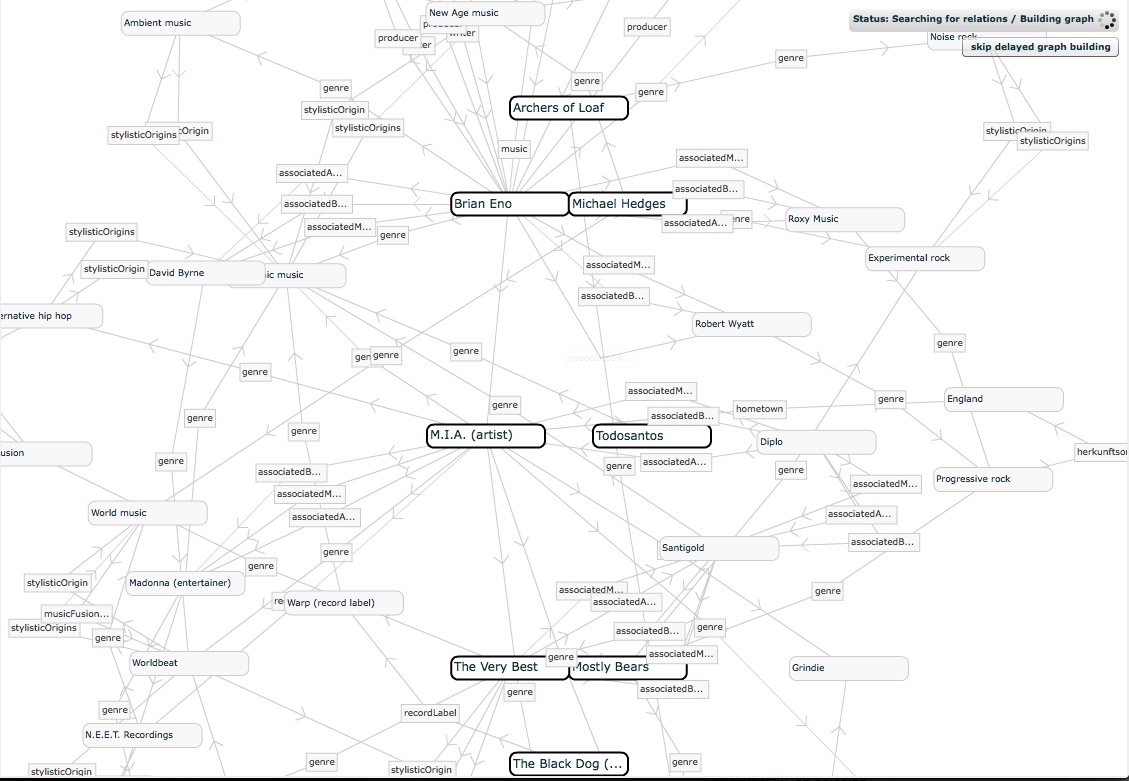 New Age music
Ambient music
Status: Searching for relations / Building graph
producer
producer
writer
Noise rock
skip delayed graph building
genre
genre
genre
genre
Archers of Loaf
stylisticOrigin
stylisticOrigins
stylisticOrigins
stylisticOrigins
stylisticOrigins
music
associatedM...
associatedA...
associatedB...
Brian Eno
Michael Hedges
associatedB...
Roxy Music
associatedM...
associatedA...
genre
stylisticOrigins
genre
Experimental rock
associatedM...
stylisticOrigin
David Byrne
ic music
associatedB...
ernative hip hop
Robert Wyatt
genre
genre
genre
genre
associatedM...
genre
England
genre
hometown
genre
associatedB...
genre
M.I.A. (artist)
Todosantos
Diplo
usion
herkunftsor
genre
associatedA...
genre
genre
associatedB...
Progressive rock
associatedM...
associatedM...
World music
associatedA...
associatedA...
associatedB...
genre
Santigold
genre
stylisticOrigin
Madonna (entertainer)
associatedM...
genre
Warp (record label)
associatedA...
musicFusion...
stylisticOrigins
genre
associatedB...
genre
Worldbeat
genre
associatedM...
The Very Best
Mostly Bears
Grindie
genre
associatedB...
genre
recordLabel
N.E.E.T. Recordings
genre
The Black Dog (...
genre
stylisticOrigin
stylisticOrigin